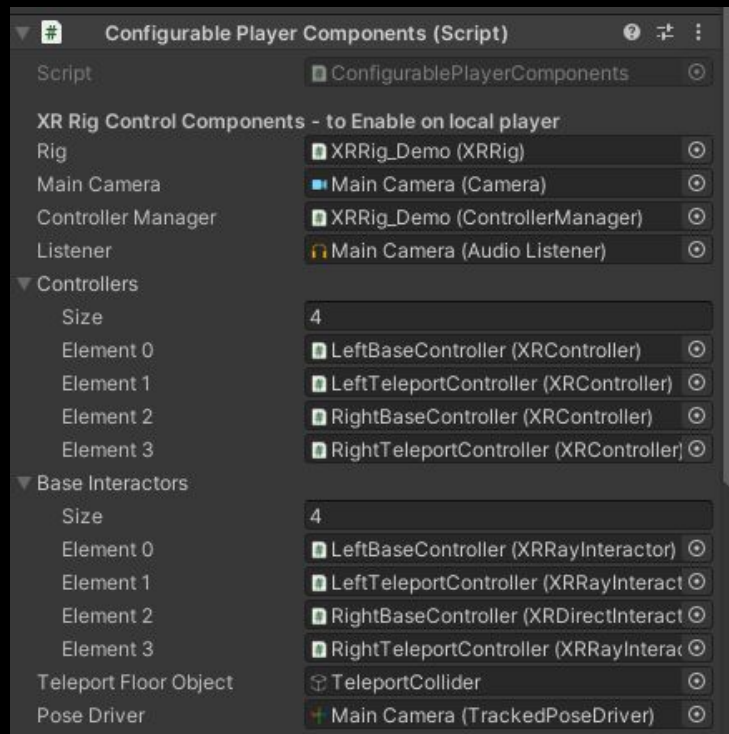 Configurable Player Components (Script)
Script ConfigurablePlayerComponents
XR Rig Control Components - to Enable on local player
Rig XRRig_Demo (XRRig)
Main Camera Main Camera (Camera)
Controller Manager XRRig_Demo (ControllerManager)
Listener Main Camera (Audio Listener)
Controllers
Size 4
Element 0 LeftBaseController (XRController)
Element 1 LeftTeleportController (XRController)
Element 2 RightBaseController (XRController)
Element 3 RightTeleportController (XRController)
Base Interactors
Size 4
Element 0 LeftBaseController (XRRayInteractor)
Element 1 LeftTeleportController (XRRayInteract
Element 2 RightBaseController (XRDirectInteract
Element 3 RightTeleportController (XRRayInterac
Teleport Floor Object TeleportCollider
Pose Driver Main Camera (TrackedPoseDriver)